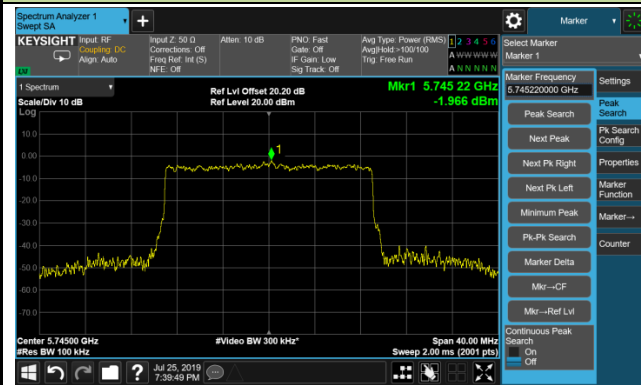 Spectrum Analyzer 1
Swept SA
Marker
KEYSIGHT
Input: RF
Coupling: DC
Align: Auto
Input Z: 50 Ω
Corrections: Off
Freq Ref: Int (S)
NFE: Off
Atten: 10 dB
PNO: Fast
Gate: Off
IF Gain: Low
Sig Track: Off
Avg Type: Power (RMS)
Avg|Hold:>100/100
Trig: Free Run
1 2 3 4 5 6
A W W W W W
A N N N N N
LXI
Select Marker
Marker 1
1 Spectrum
Scale/Div 10 dB
Log
Ref Lvl Offset 20.20 dB
Ref Level 20.00 dBm
Mkr1 5.745 22 GHz
-1.966 dBm
10.0
0.00
-10.0
-20.0
-30.0
-40.0
-50.0
-60.0
-70.0
1
Center 5.74500 GHz
#Res BW 100 kHz
#Video BW 300 kHz*
Span 40.00 MHz
Sweep 2.00 ms (2001 pts)
Marker Frequency
5.745220000 GHz
Peak Search
Next Peak
Next Pk Right
Next Pk Left
Minimum Peak
Pk-Pk Search
Marker Delta
Mkr→CF
Mkr→Ref Lvl
Continuous Peak
Search
On
Off
Settings
Peak
Search
Pk Search
Config
Properties
Marker
Function
Marker→
Counter
?
Jul 25, 2019
7:39:49 PM